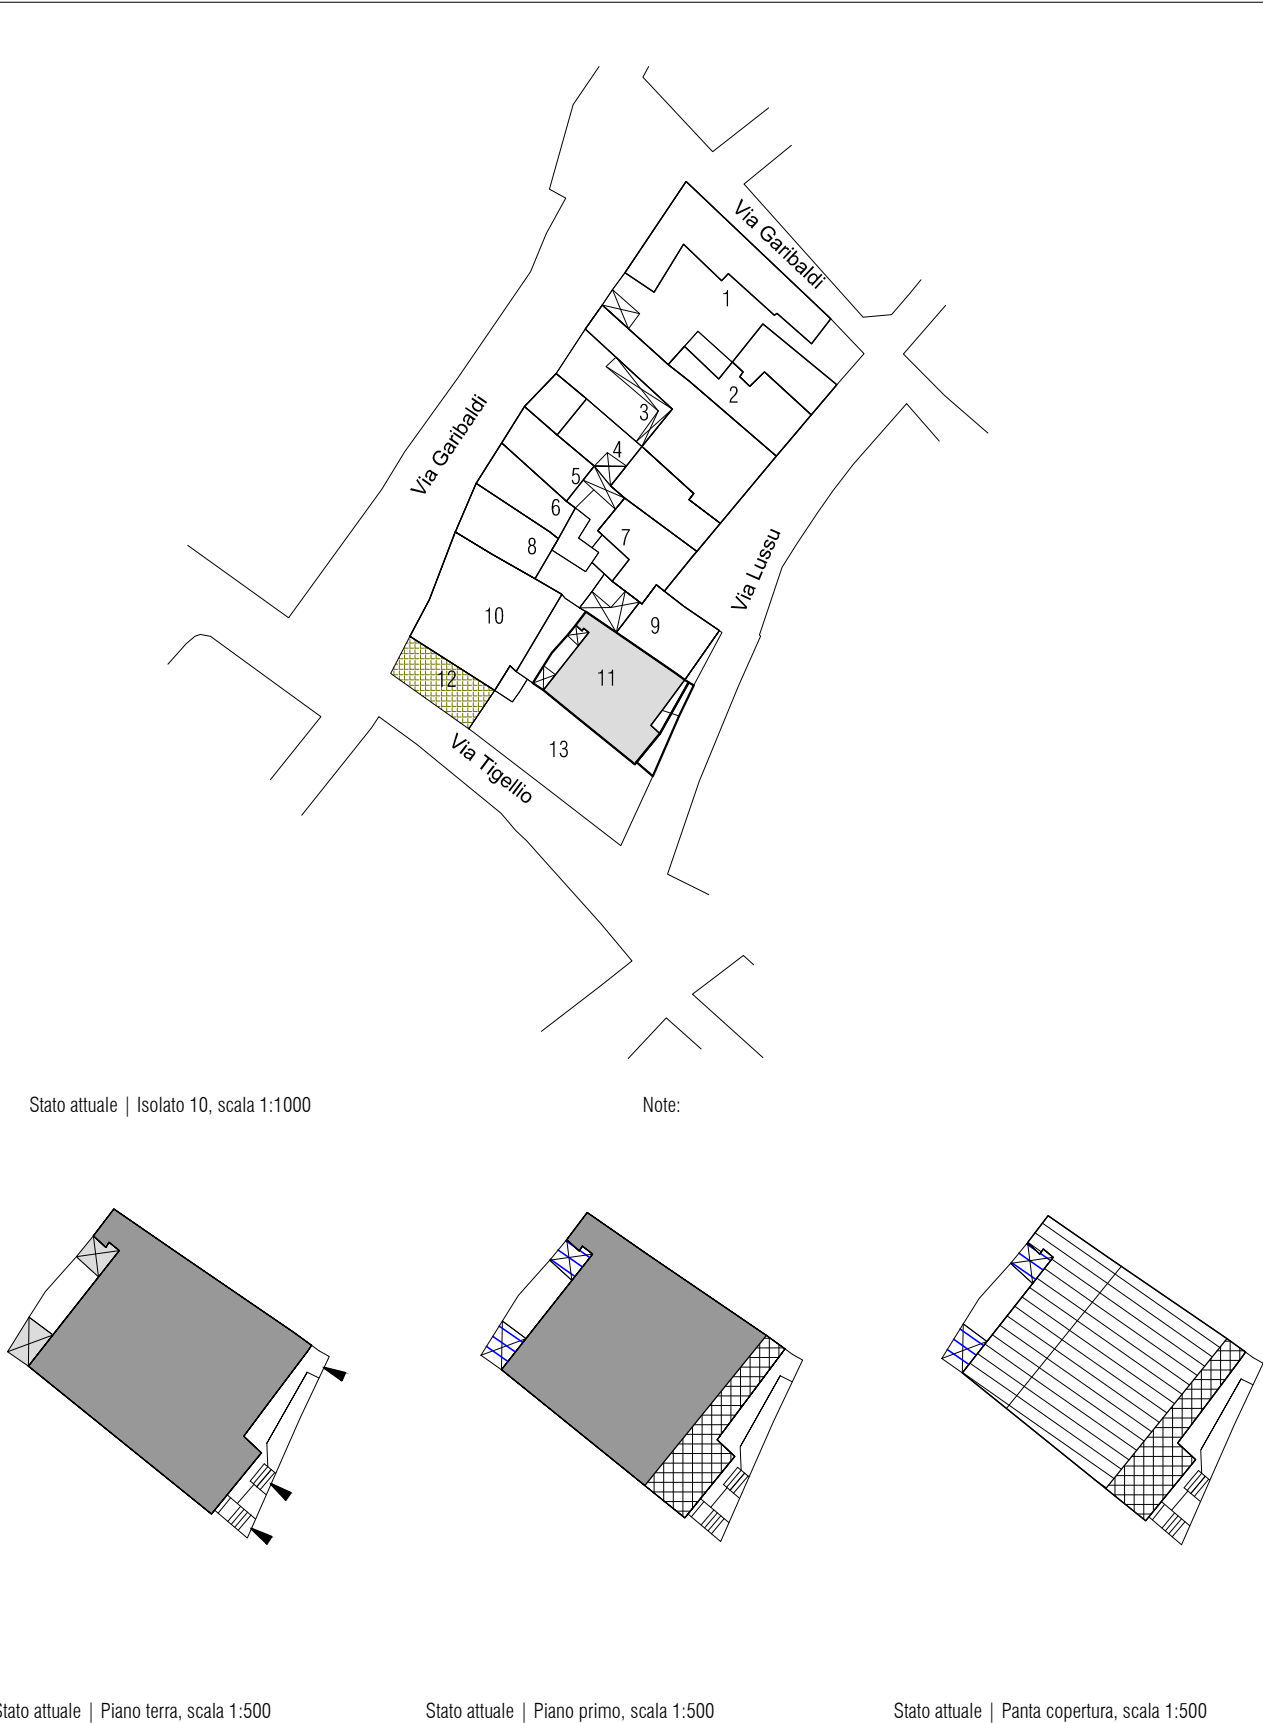 Via Garibaldi
1
2
3
4
Via Garibaldi
5
6
7
8
Via Lussu
10
9
11
12
13
Via Tigellio
Stato attuale | Isolato 10, scala 1:1000
Note:
Stato attuale | Piano terra, scala 1:500
Stato attuale | Piano primo, scala 1:500
Stato attuale | Panta copertura, scala 1:500